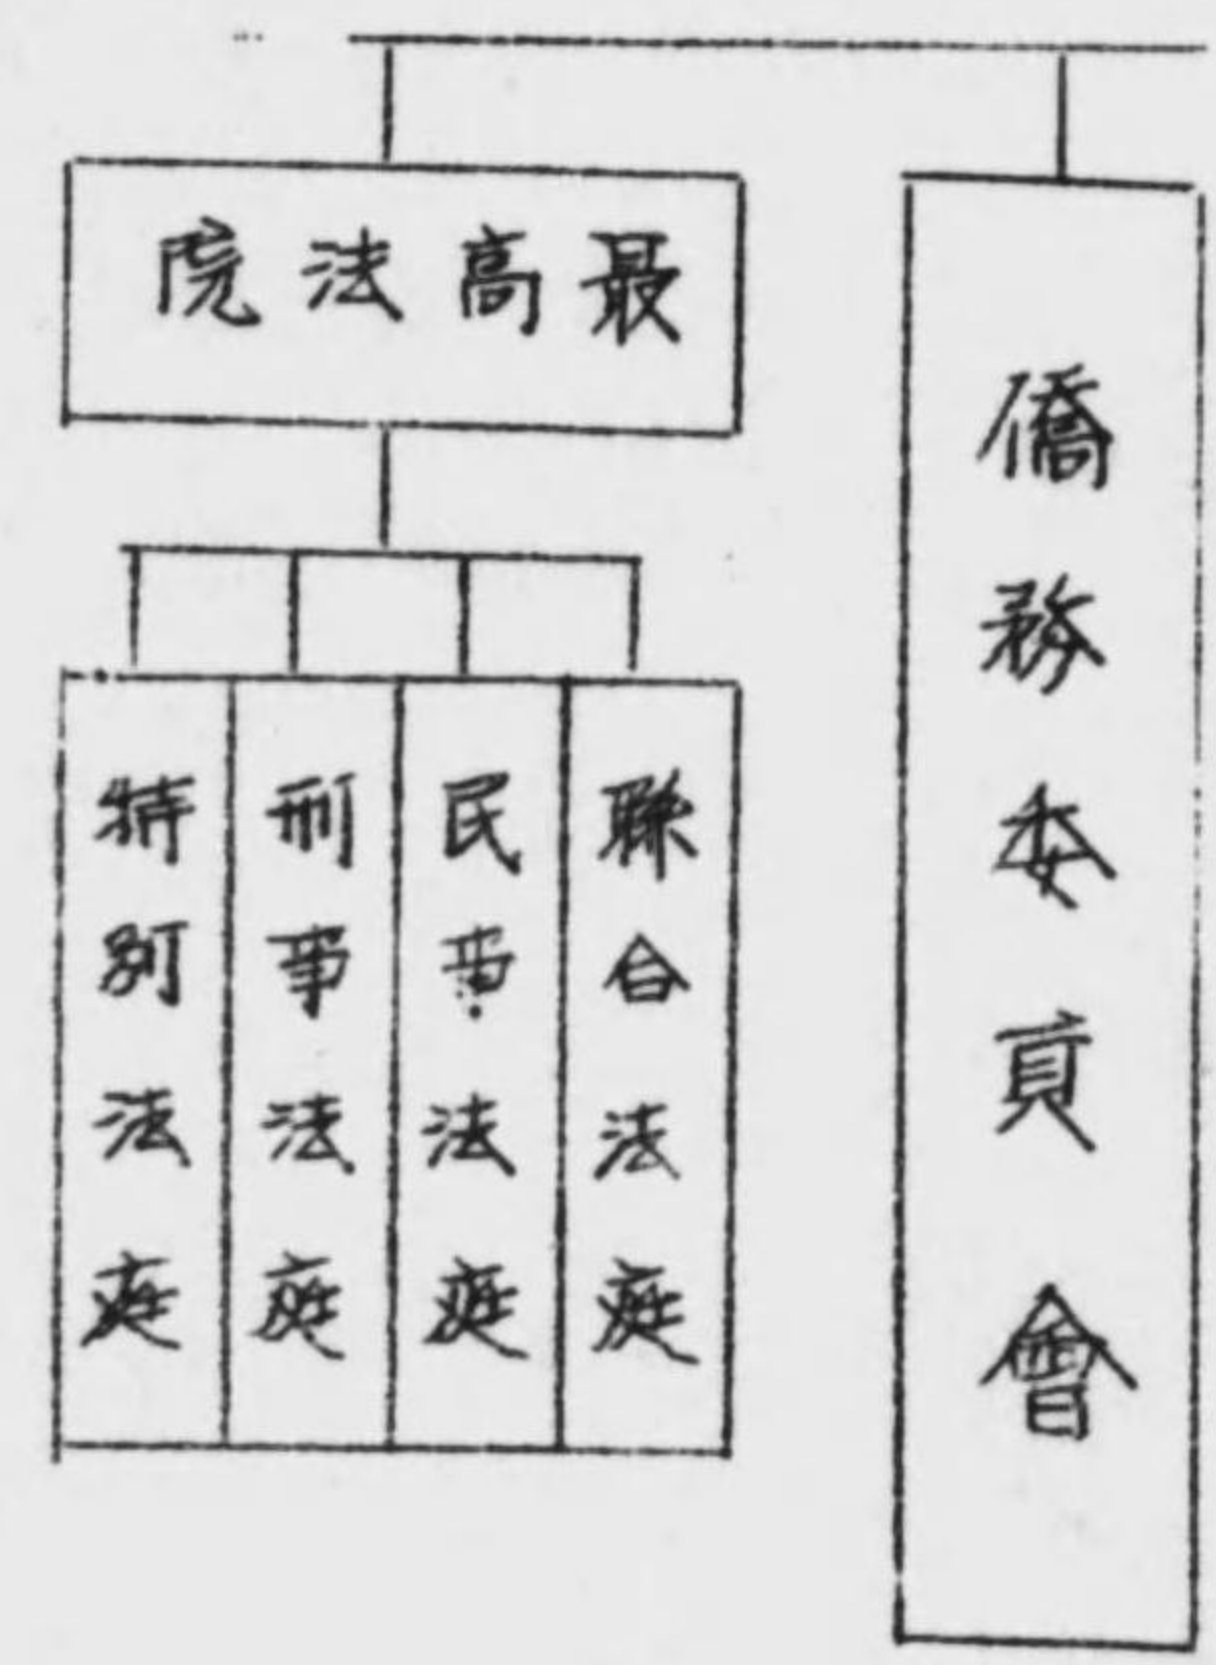 僑務委員會
最高法院
聯合法庭
民事法庭
刑事法庭
特別法庭